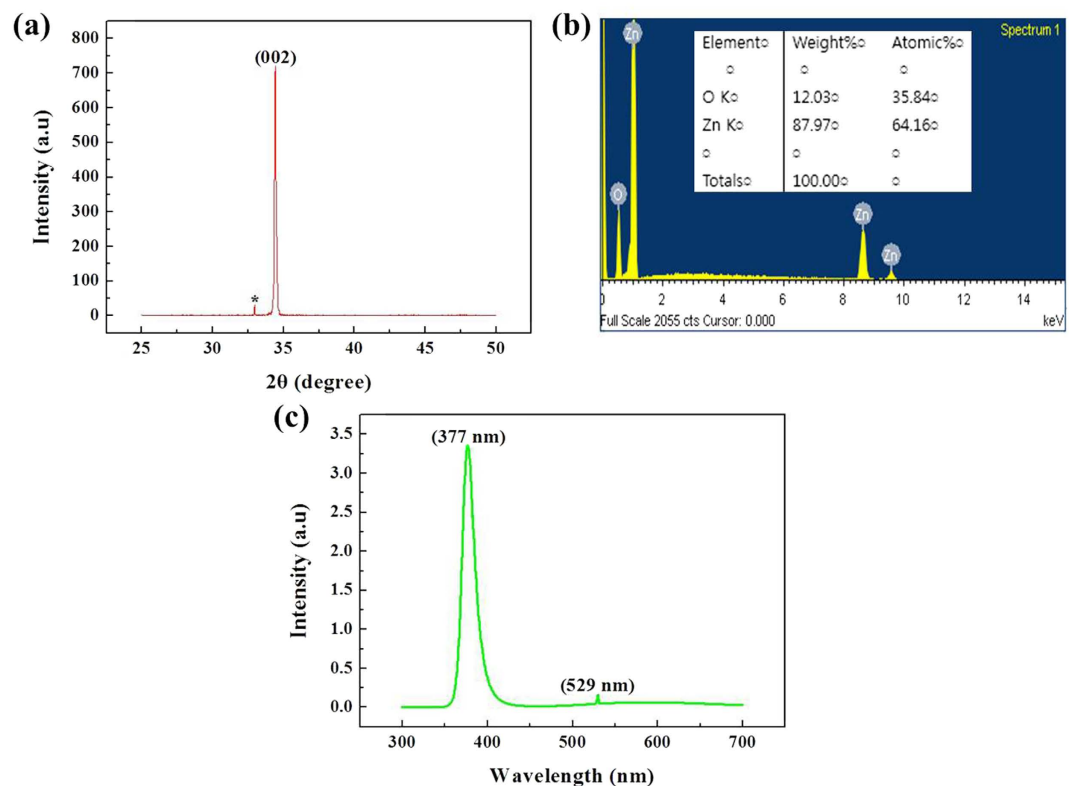 (a)
(002)
800
700
600
500
400
300
200
100
0
*
Intensity (a.u)
25 30 35 40 45 50
2θ (degree)
(b)
Spectrum 1
Element Weight% Atomic%
O K 12.03 35.84
Zn K 87.97 64.16
Totals 100.00
Zn
O
Zn
Zn
0 2 4 6 8 10 12 14
Full Scale 2055 cts Cursor: 0.000
keV
(c)
(377 nm)
3.5
3.0
2.5
2.0
1.5
1.0
0.5
0.0
(529 nm)
Intensity (a.u)
300 400 500 600 700
Wavelength (nm)